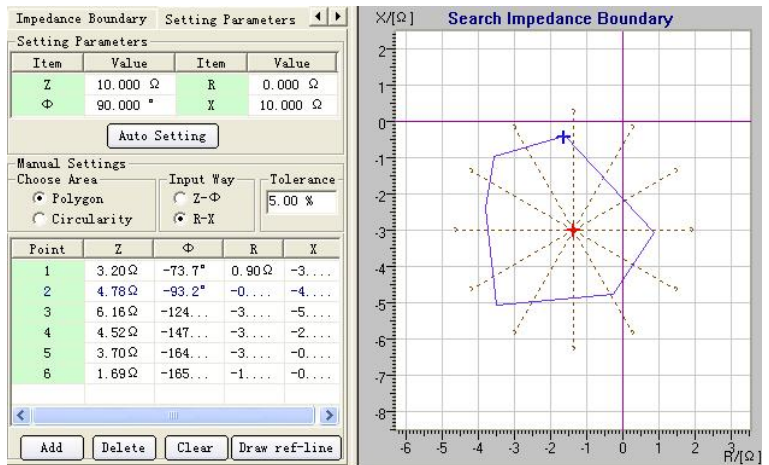 Impedance Boundary Setting Parameters
Setting Parameters
Item Value Item Value
Z 10.000 Ω R 0.000 Ω
Φ 90.000 ° X 10.000 Ω
Auto Setting
Manual Settings
Choose Area
Polygon
Circularity
Input Way
Z-Φ
R-X
Tolerance
5.00 %
Point Z Φ R X
1 3.20Ω -73.7° 0.90Ω -3....
2 4.78Ω -93.2° -0.... -4....
3 6.16Ω -124... -3.... -5....
4 4.52Ω -147... -3.... -2....
5 3.70Ω -164... -3.... -0....
6 1.69Ω -165... -1.... -0....
Add Delete Clear Draw ref-line
X/[Ω] Search Impedance Boundary
2
1
0
-1
-2
-3
-4
-5
-6
-7
-8
-6 -5 -4 -3 -2 -1 0 1 2 3
R/[Ω]